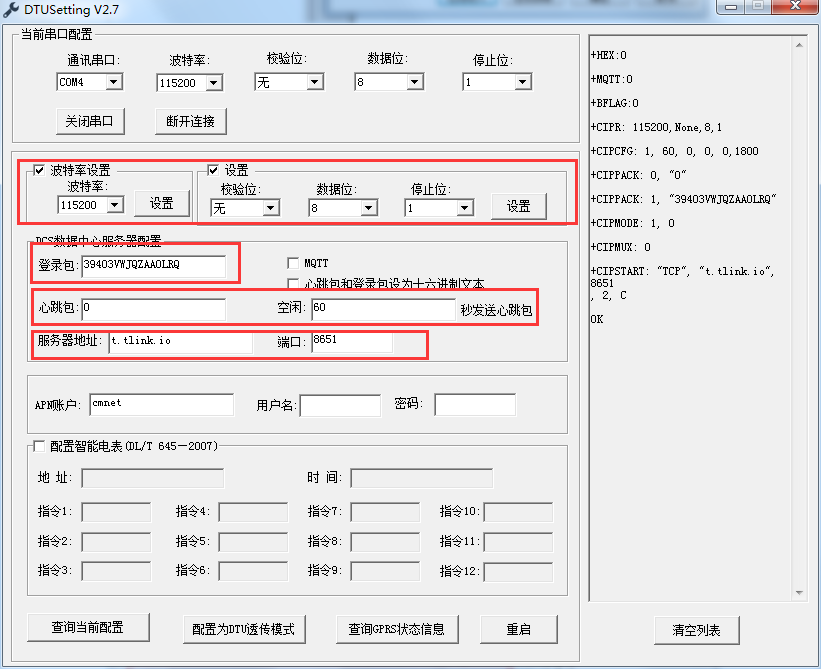 DTUSetting V2.7
当前串口配置
通讯串口: 波特率: 校验位: 数据位: 停止位:
COM4 115200 无 8 1
关闭串口 断开连接
波特率设置 设置
波特率: 校验位: 数据位: 停止位:
115200 设置 无 8 1 设置
DCS数据中心服务器配置
登录包: 39403VWJQZAAOLRQ MQTT
心跳包和登录包设为十六进制文本
心跳包: 0 空闲: 60 秒发送心跳包
服务器地址: t.tlink.io 端口: 8651
APN账户: cmnet 用户名: 密码:
配置智能电表(DL/T 645—2007)
地 址: 时 间:
指令1: 指令4: 指令7: 指令10:
指令2: 指令5: 指令8: 指令11:
指令3: 指令6: 指令9: 指令12:
查询当前配置 配置为DTU透传模式 查询GPRS状态信息 重启
+HEX:0
+MQTT:0
+BFLAG:0
+CIPR: 115200,None,8,1
+CIPCFG: 1, 60, 0, 0, 0,1800
+CIPPACK: 0, "0"
+CIPPACK: 1, "39403VWJQZAAOLRQ"
+CIPMODE: 1, 0
+CIPMUX: 0
+CIPSTART: "TCP", "t.tlink.io",
8651
, 2, C
OK
清空列表